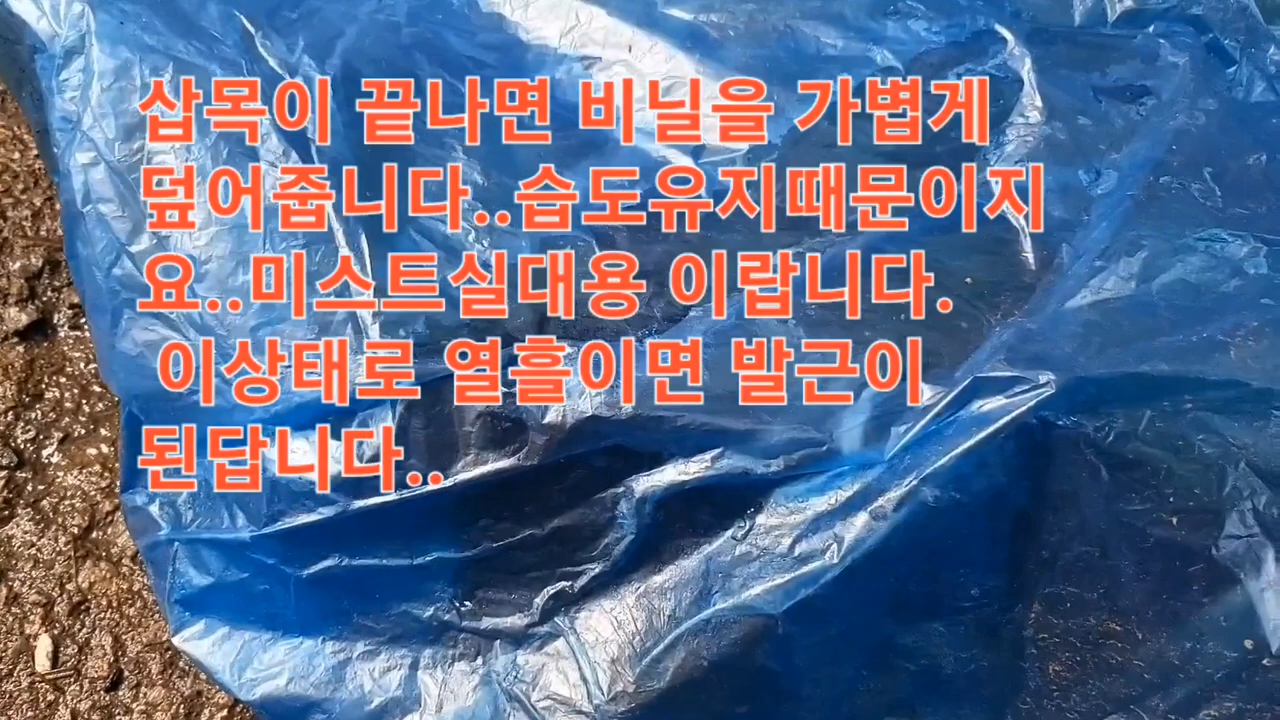 삽목이 끝나면 비닐을 가볍게
덮어줍니다..습도유지때문이지
요..미스트실대용 이랍니다.
이상태로 열흘이면 발근이
된답니다..